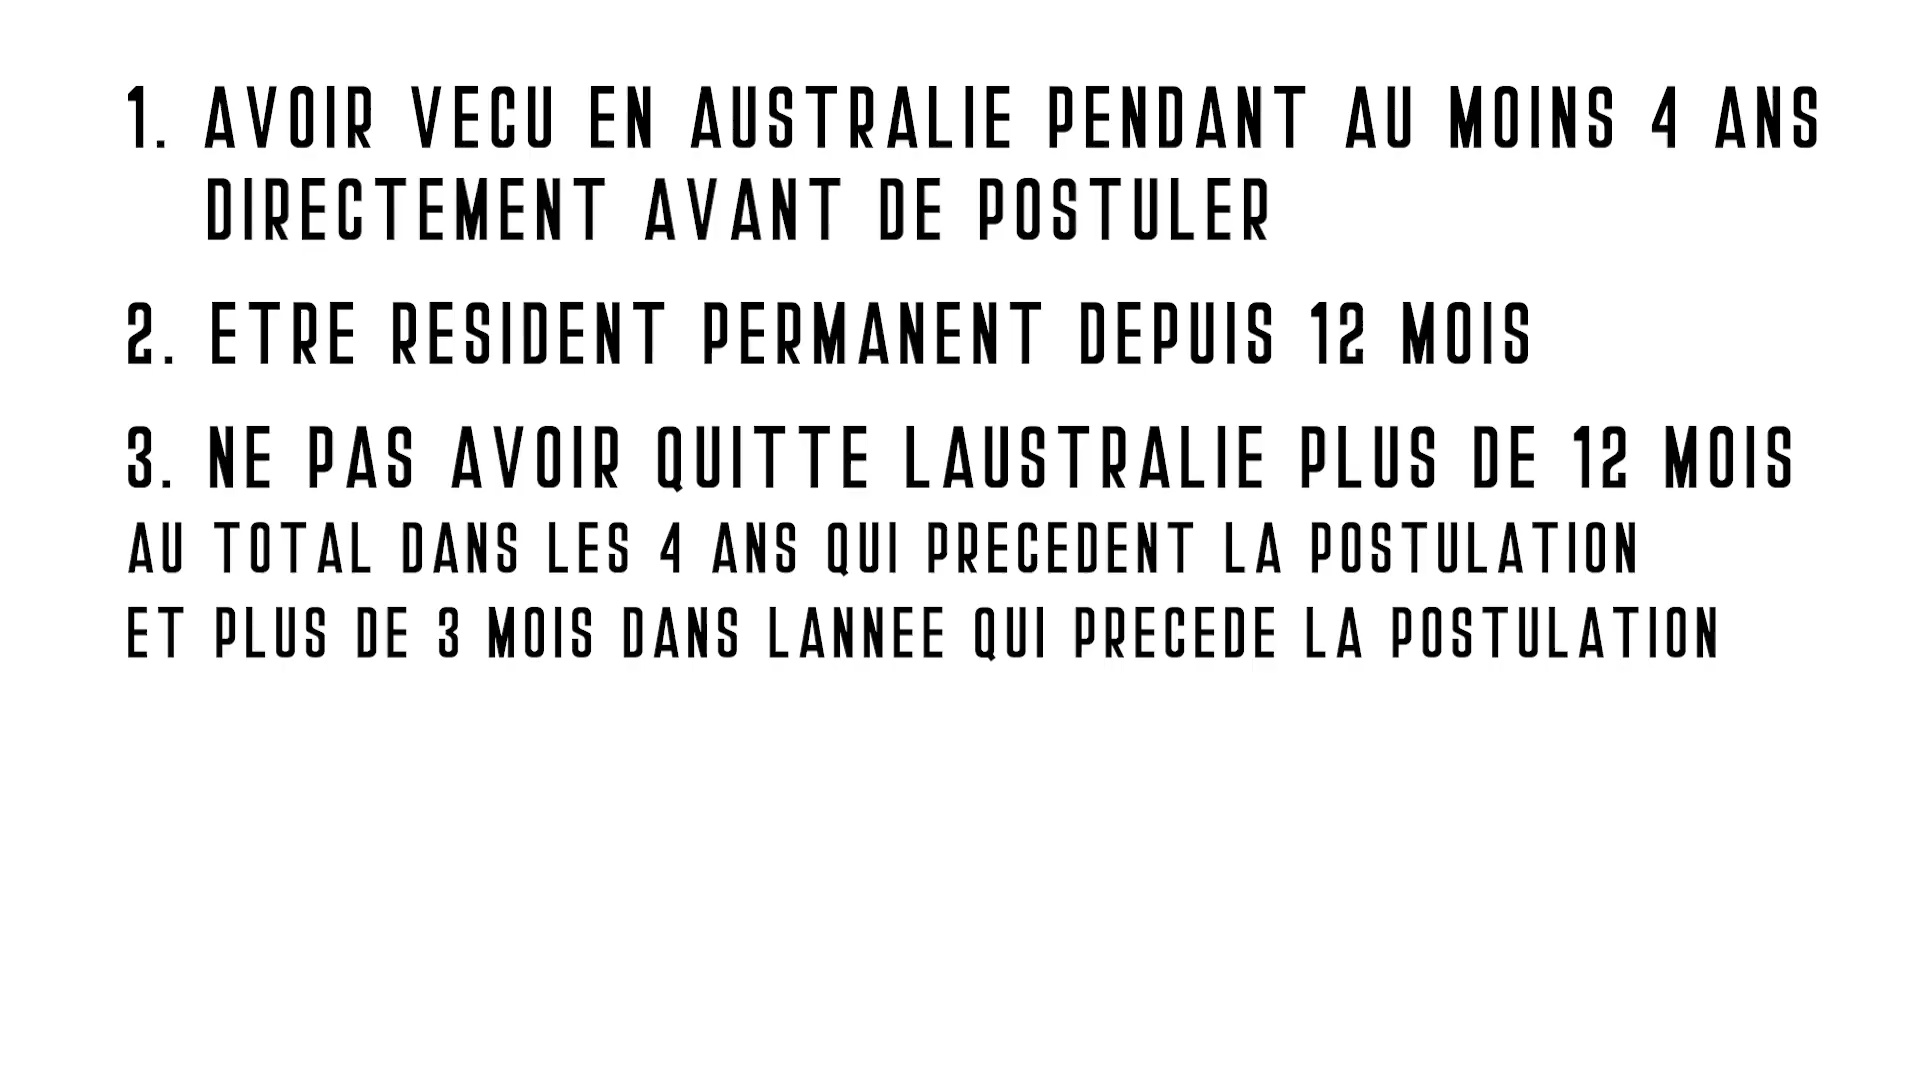 1. AVOIR VECU EN AUSTRALIE PENDANT AU MOINS 4 ANS
DIRECTEMENT AVANT DE POSTULER
2. ETRE RESIDENT PERMANENT DEPUIS 12 MOIS
3. NE PAS AVOIR QUITTE LAUSTRALIE PLUS DE 12 MOIS
AU TOTAL DANS LES 4 ANS QUI PRECEDENT LA POSTULATION
ET PLUS DE 3 MOIS DANS LANNEE QUI PRECEDE LA POSTULATION